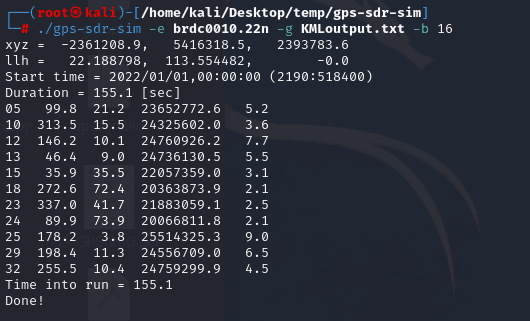 ┌──(root㉿kali)-[/home/kali/Desktop/temp/gps-sdr-sim]
└─# ./gps-sdr-sim -e brdc0010.22n -g KMLoutput.txt -b 16
xyz =  -2361208.9,   5416318.5,   2393783.6
llh =   22.188798,  113.554482,        -0.0
Start time = 2022/01/01,00:00:00 (2190:518400)
Duration = 155.1 [sec]
05   99.8  21.2  23652772.6   5.2
10  313.5  15.5  24325602.0   3.6
12  146.2  10.1  24760926.2   7.7
13   46.4   9.0  24736130.5   5.5
15   35.9  35.5  22057359.0   3.1
18  272.6  72.4  20363873.9   2.1
23  337.0  41.7  21883059.1   2.5
24   89.9  73.9  20066811.8   2.1
25  178.2   3.8  25514325.3   9.0
29  198.4  11.3  24556709.0   6.5
32  255.5  10.4  24759299.9   4.5
Time into run = 155.1
Done!